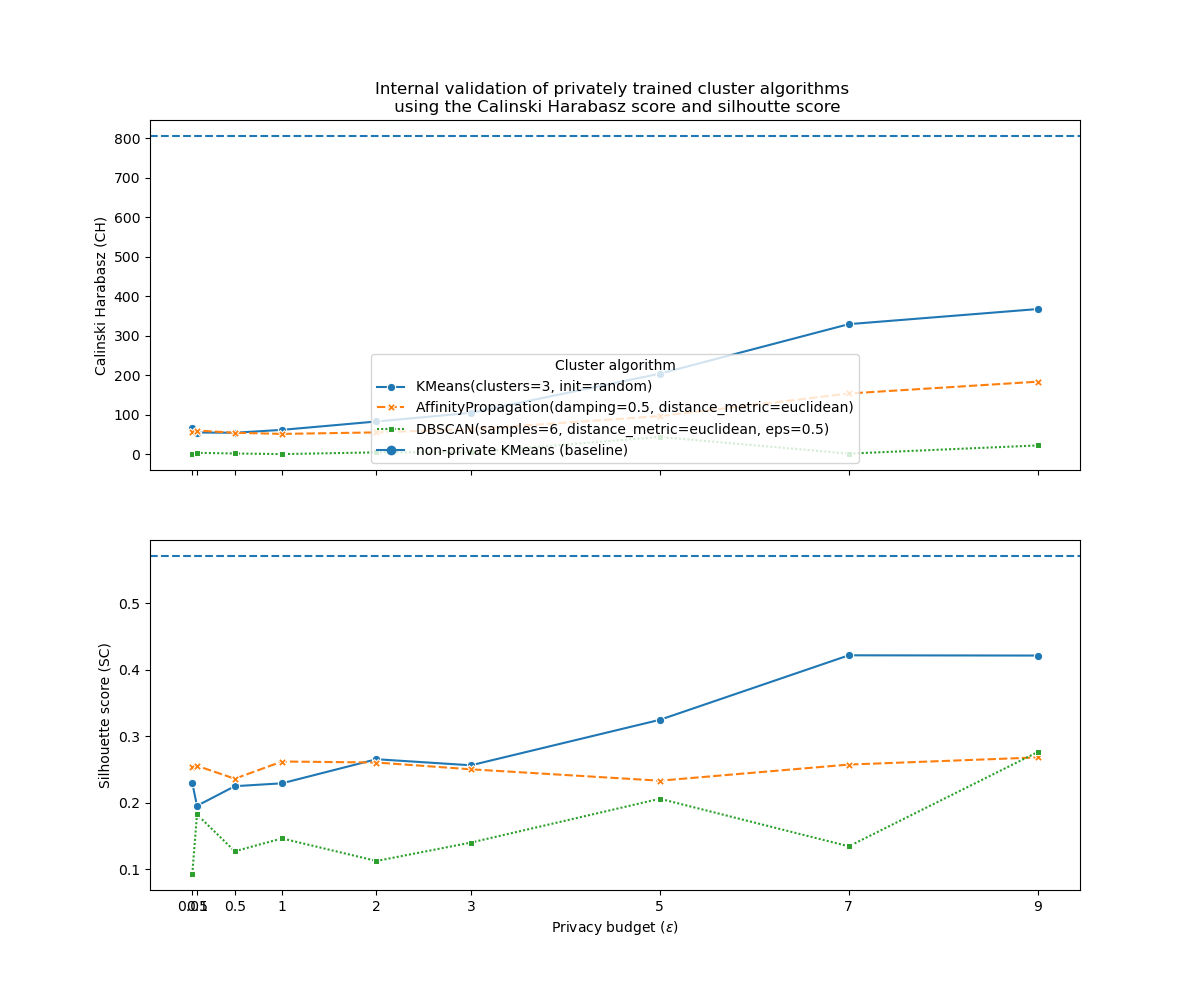 Internal validation of privately trained cluster algorithms
using the Calinski Harabasz score and silhoutte score
800
700
600
500
400
300
200
100
0
Calinski Harabasz (CH)
Cluster algorithm
KMeans(clusters=3, init=random)
AffinityPropagation(damping=0.5, distance_metric=euclidean)
DBSCAN(samples=6, distance_metric=euclidean, eps=0.5)
non-private KMeans (baseline)
0.5
0.4
0.3
0.2
0.1
Silhouette score (SC)
0.5
1
2
3
5
7
9
Privacy budget (ε)